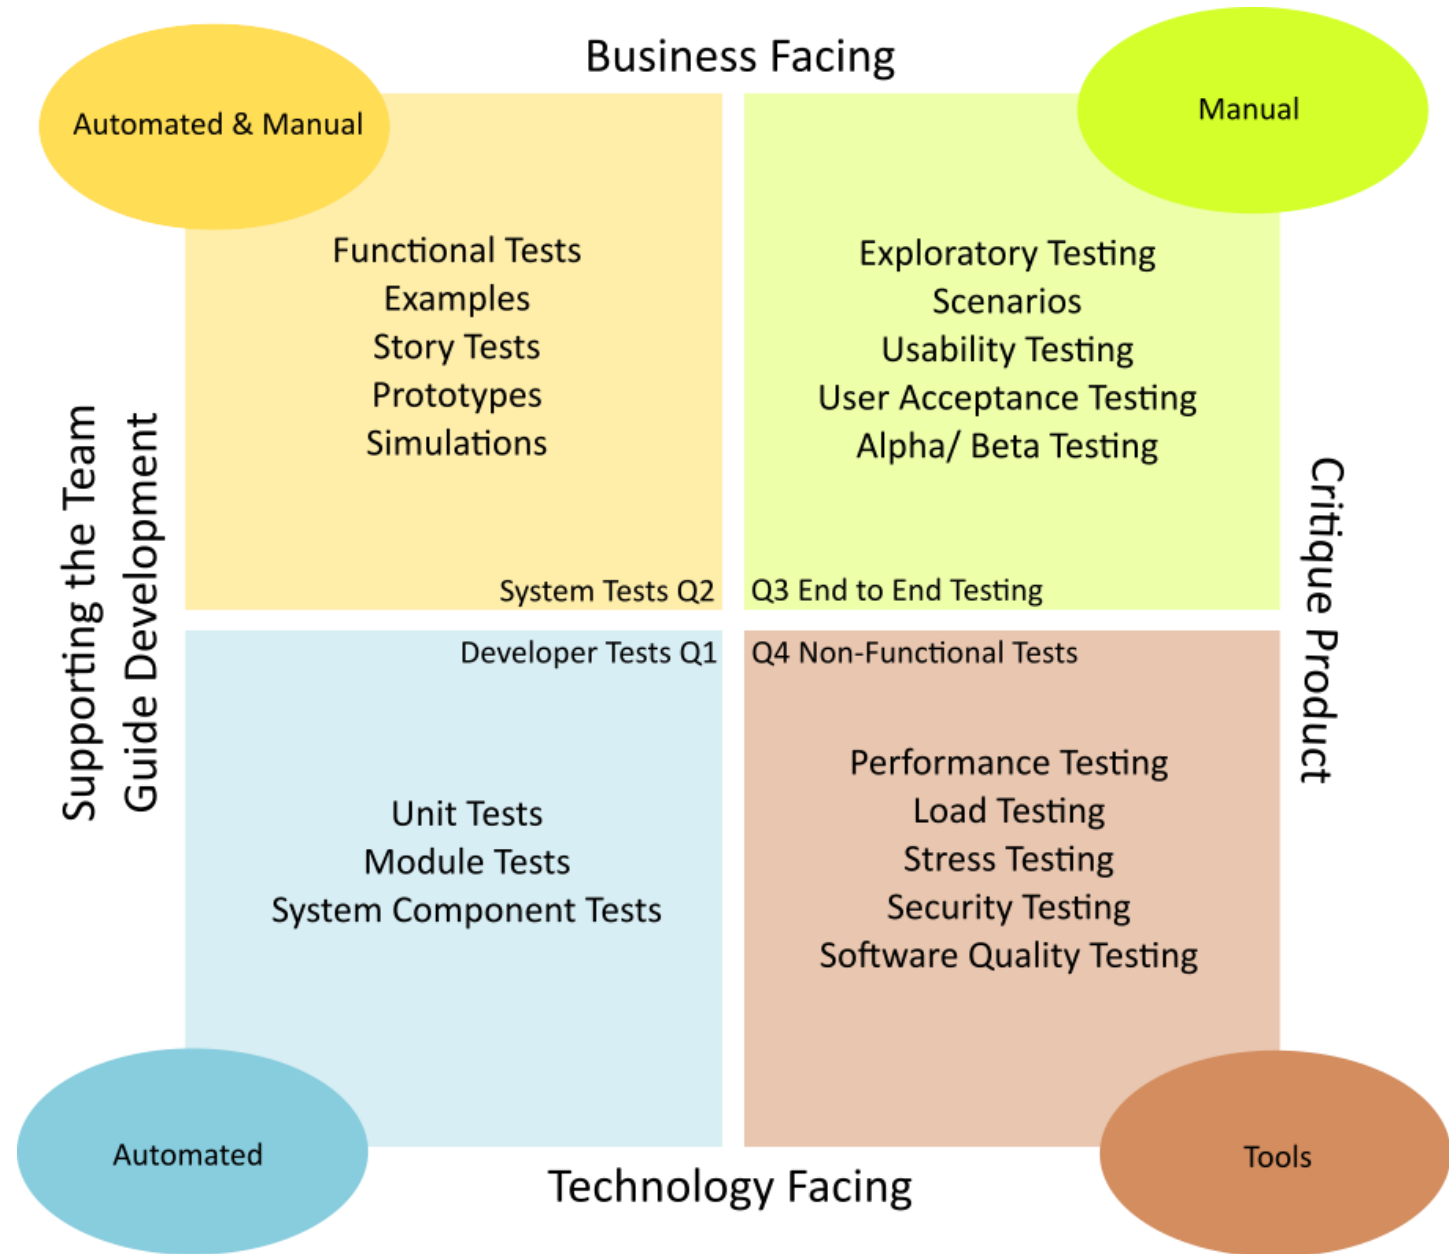 Business Facing
Automated & Manual
Manual
Functional Tests
Examples
Story Tests
Prototypes
Simulations
System Tests Q2
Exploratory Testing
Scenarios
Usability Testing
User Acceptance Testing
Alpha/ Beta Testing
Q3 End to End Testing
Supporting the Team
Guide Development
Critique Product
Developer Tests Q1
Unit Tests
Module Tests
System Component Tests
Q4 Non-Functional Tests
Performance Testing
Load Testing
Stress Testing
Security Testing
Software Quality Testing
Automated
Tools
Technology Facing